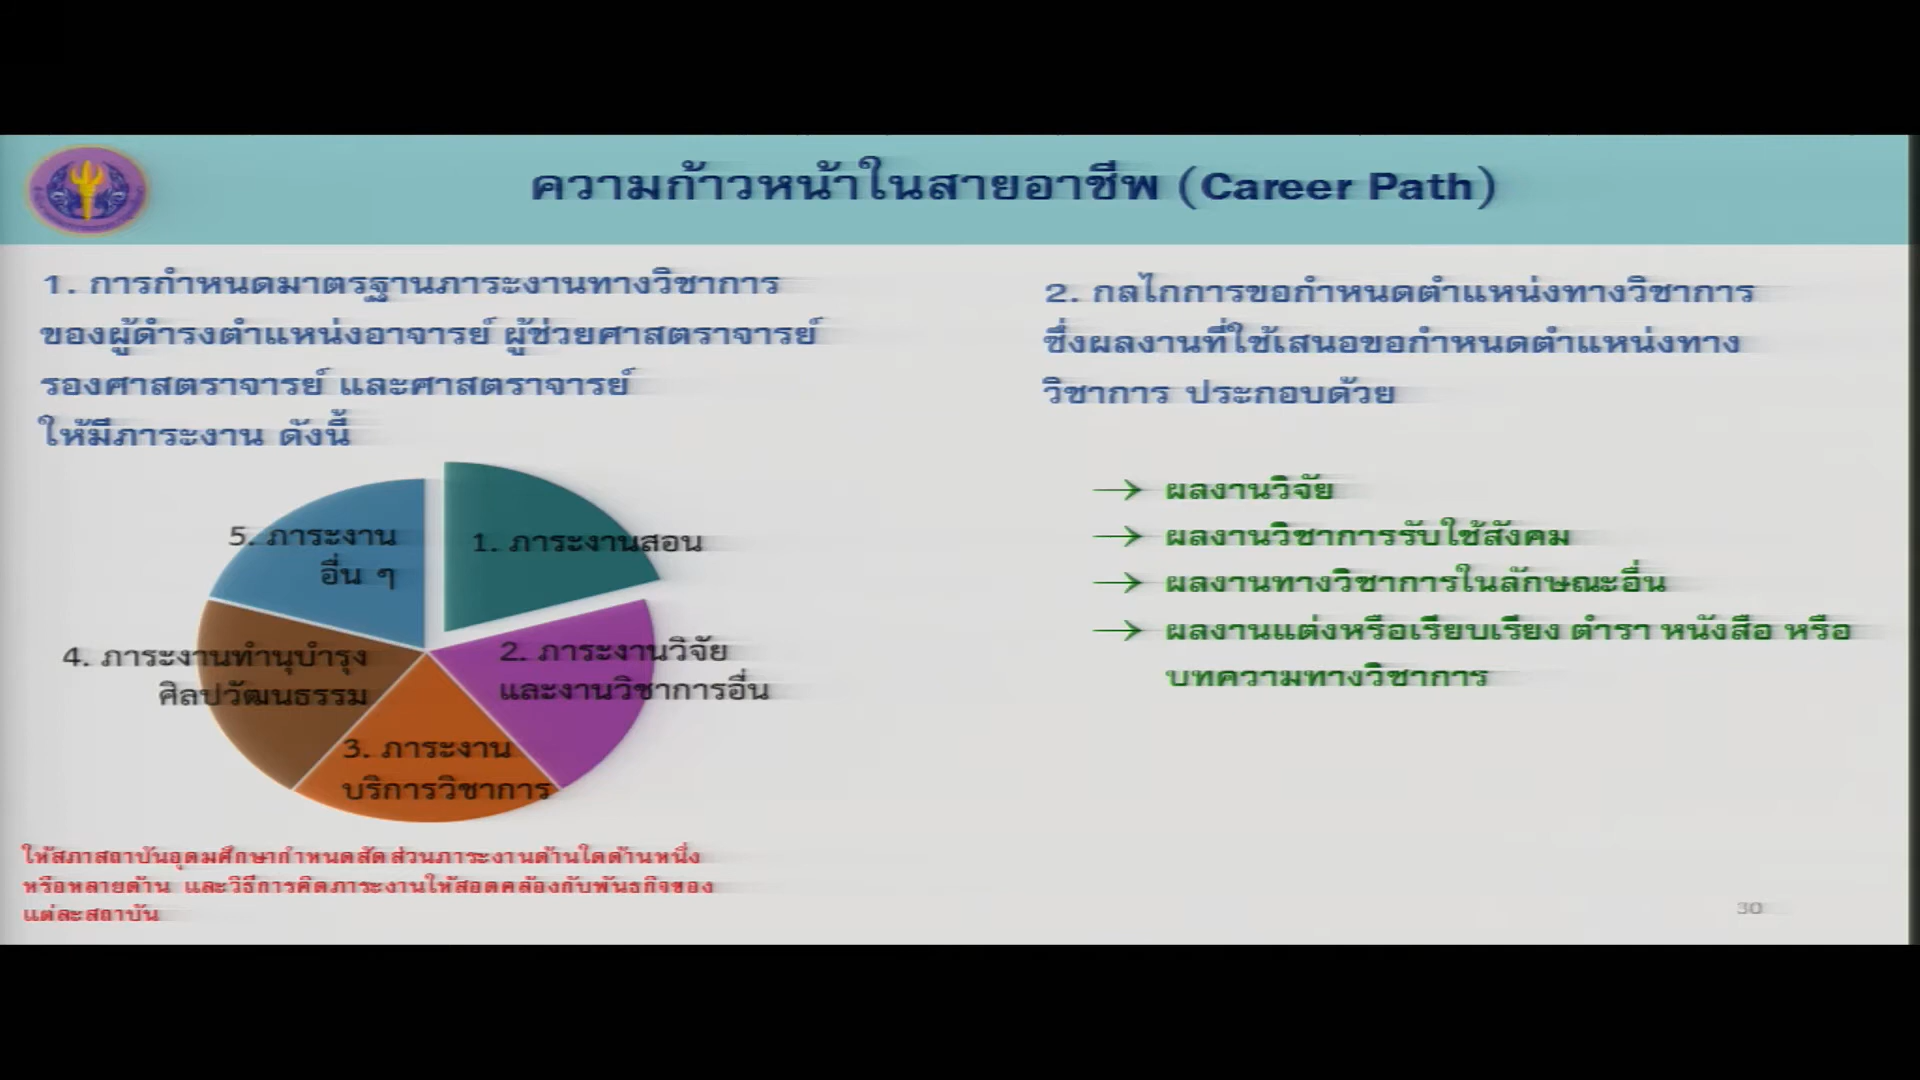 ความก้าวหน้าในสายอาชีพ (Career Path)
1. การกำหนดมาตรฐานภาระงานทางวิชาการ
ของผู้ดำรงตำแหน่งอาจารย์ ผู้ช่วยศาสตราจารย์
รองศาสตราจารย์ และศาสตราจารย์
ให้มีภาระงาน ดังนี้
1. ภาระงานสอน
2. ภาระงานวิจัย
และงานวิชาการอื่น
3. ภาระงาน
บริการวิชาการ
4. ภาระงานทำนุบำรุง
ศิลปวัฒนธรรม
5. ภาระงาน
อื่น ๆ
ให้สภาสถาบันอุดมศึกษากำหนดสัดส่วนภาระงานด้านใดด้านหนึ่ง
หรือหลายด้าน และวิธีการคิดภาระงานให้สอดคล้องกับพันธกิจของ
แต่ละสถาบัน
2. กลไกการขอกำหนดตำแหน่งทางวิชาการ
ซึ่งผลงานที่ใช้เสนอขอกำหนดตำแหน่งทาง
วิชาการ ประกอบด้วย
→ ผลงานวิจัย
→ ผลงานวิชาการรับใช้สังคม
→ ผลงานทางวิชาการในลักษณะอื่น
→ ผลงานแต่งหรือเรียบเรียง ตำรา หนังสือ หรือ
บทความทางวิชาการ
30